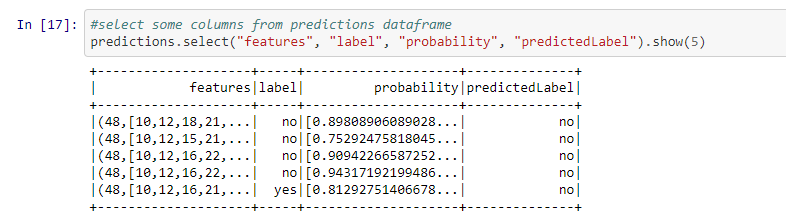 In [17]: #select some columns from predictions dataframe
predictions.select("features", "label", "probability", "predictedLabel").show(5)
+--------------------+-----+--------------------+--------------+
|            features|label|         probability|predictedLabel|
+--------------------+-----+--------------------+--------------+
|(48,[10,12,18,21,...|   no|[0.89808906089028...|            no|
|(48,[10,12,15,21,...|   no|[0.75292475818045...|            no|
|(48,[10,12,16,22,...|   no|[0.90942266587252...|            no|
|(48,[10,12,16,22,...|   no|[0.94317192199486...|            no|
|(48,[10,12,16,21,...|  yes|[0.81292751406678...|            no|
+--------------------+-----+--------------------+--------------+